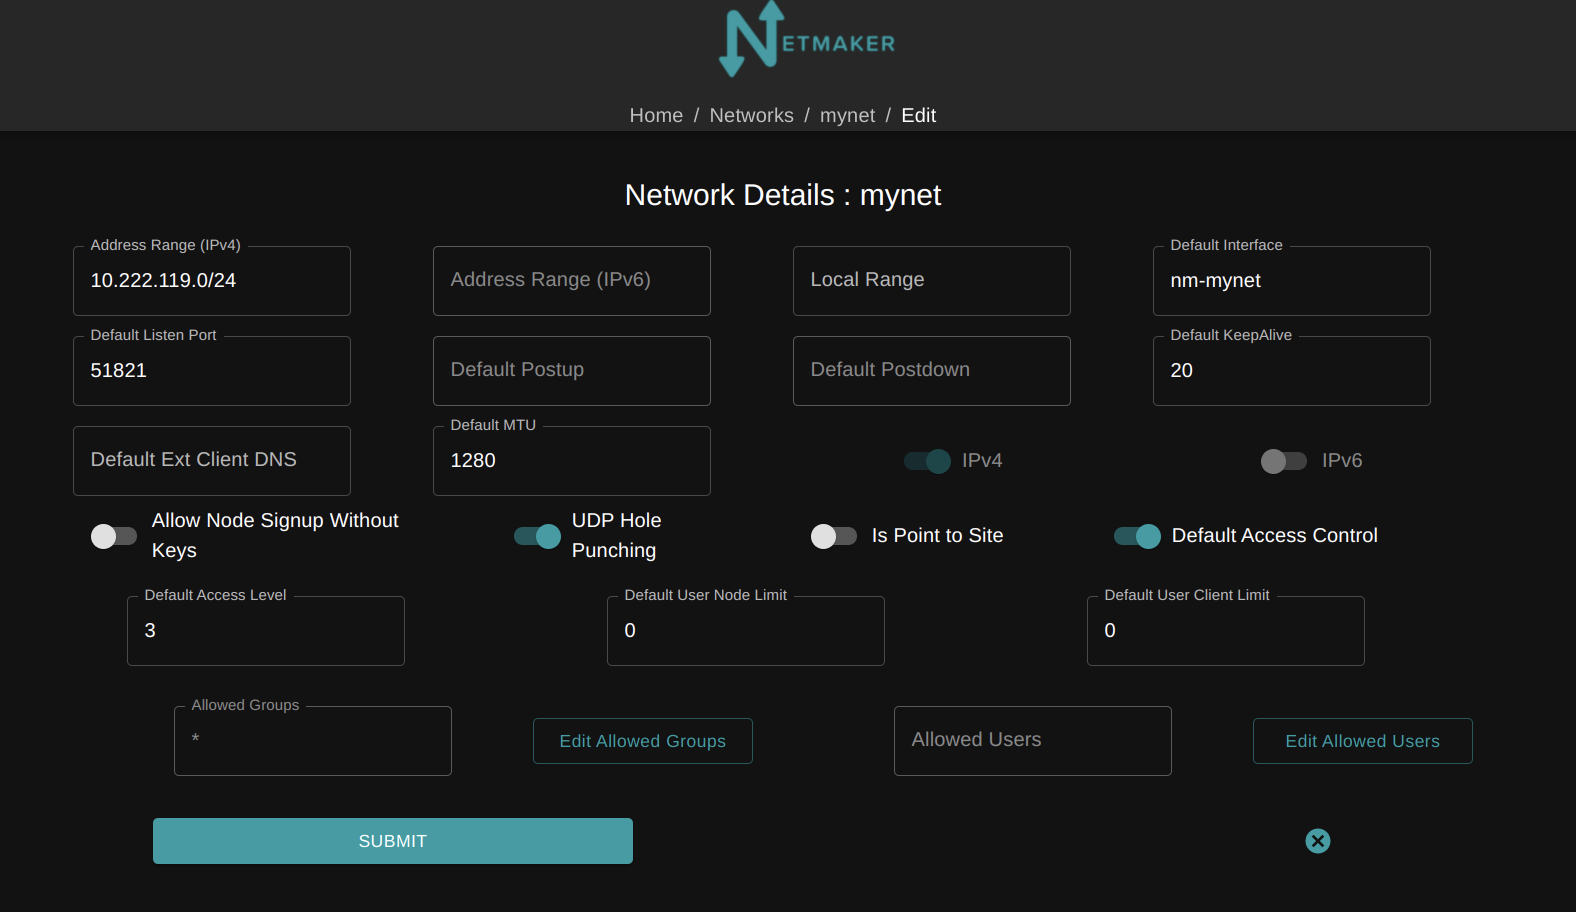 NETMAKER
Home / Networks / mynet / Edit
Network Details : mynet
Address Range (IPv4)
10.222.119.0/24
Address Range (IPv6)
Local Range
Default Interface
nm-mynet
Default Listen Port
51821
Default Postup
Default Postdown
Default KeepAlive
20
Default Ext Client DNS
Default MTU
1280
IPv4
IPv6
Allow Node Signup Without
Keys
UDP Hole
Punching
Is Point to Site
Default Access Control
Default Access Level
3
Default User Node Limit
0
Default User Client Limit
0
Allowed Groups
*
Edit Allowed Groups
Allowed Users
Edit Allowed Users
SUBMIT